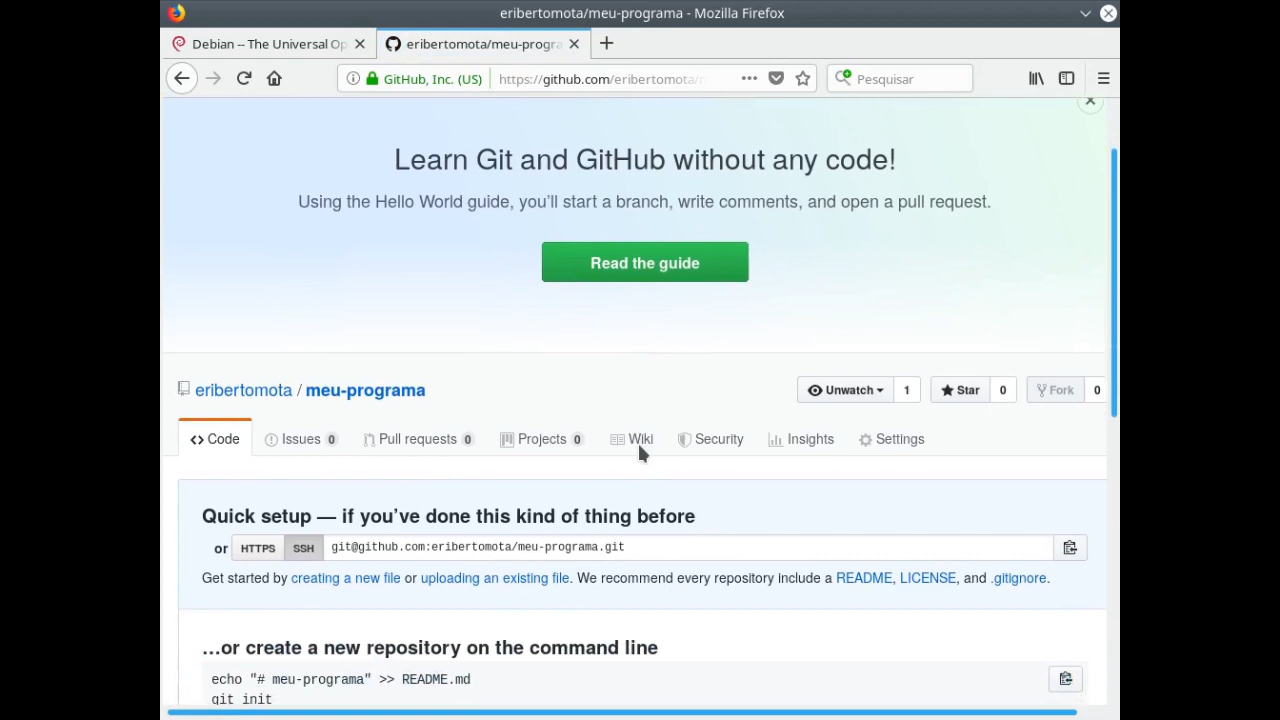 eribertomota/meu-programa - Mozilla Firefox
Debian -- The Universal Op
eribertomota/meu-progra
GitHub, Inc. (US)
https://github.com/eribertomota/
Pesquisar
Learn Git and GitHub without any code!
Using the Hello World guide, you’ll start a branch, write comments, and open a pull request.
Read the guide
eribertomota / meu-programa
Unwatch 1
Star 0
Fork 0
Code
Issues 0
Pull requests 0
Projects 0
Wiki
Security
Insights
Settings
Quick setup — if you’ve done this kind of thing before
or HTTPS SSH git@github.com:eribertomota/meu-programa.git
Get started by creating a new file or uploading an existing file. We recommend every repository include a README, LICENSE, and .gitignore.
…or create a new repository on the command line
echo "# meu-programa" >> README.md
git init